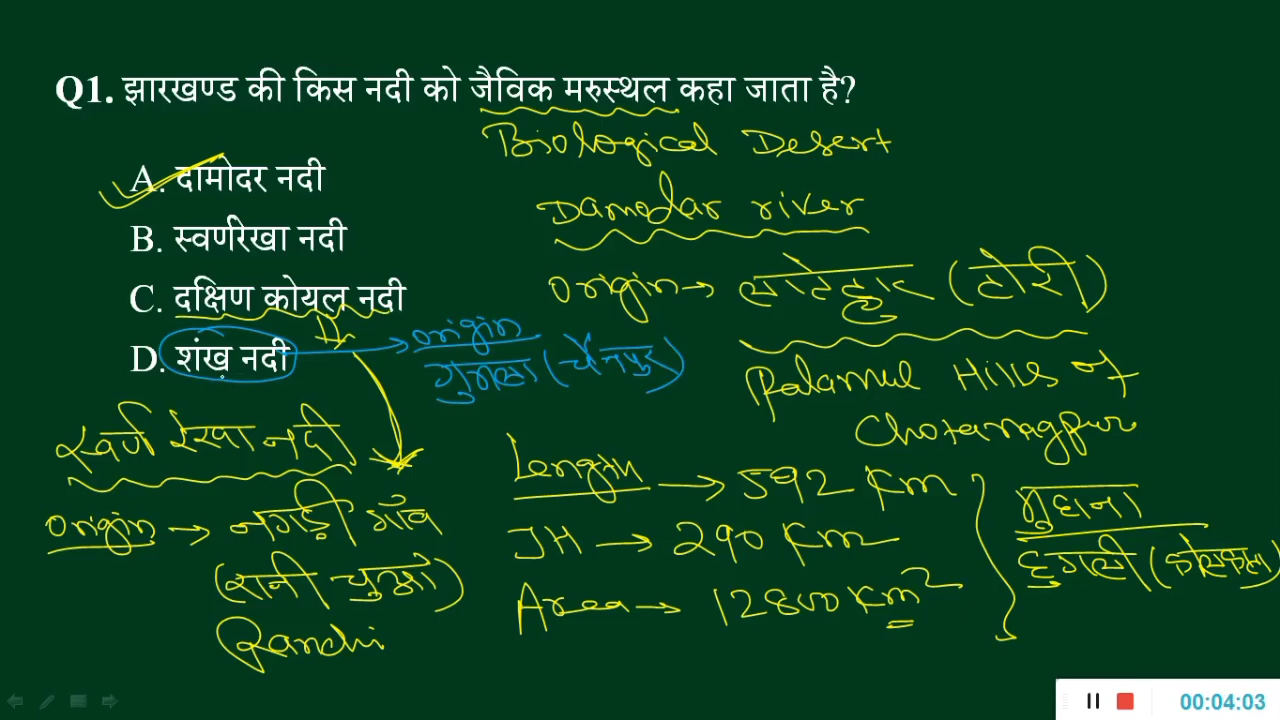 Q1. झारखण्ड की किस नदी को जैविक मरुस्थल कहा जाता है?
Biological Desert
A. दामोदर नदी
Damodar river
B. स्वर्णरेखा नदी
origin → लातेहार (टोरी)
C. दक्षिण कोयल नदी
D. शंख नदी
→ origin
गुमला (चैनपुर)
Palamu Hills of
Chotanagpur
स्वर्ण रेखा नदी
origin → नगड़ी गाँव
(रानी चुआं)
Ranchi
Length → 592 Km
JH → 290 Km
Area → 12800 Km²
मुहाना
हुगली (कोलकता)
00:04:03